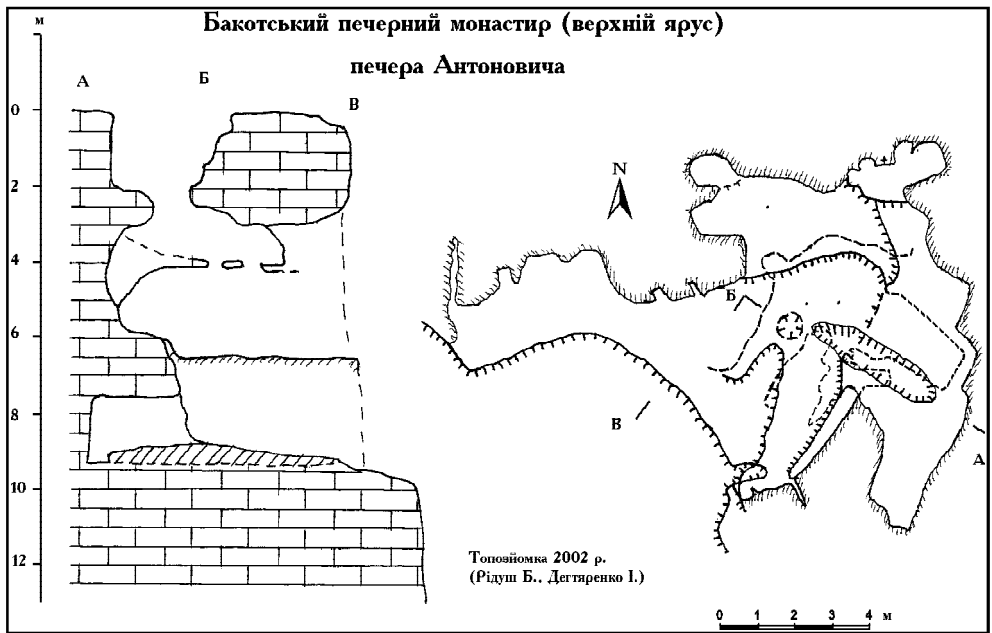 Бакотський печерний монастир (верхній ярус)
печера Антоновича
м
А
Б
В
0
2
4
6
8
10
12
N
Б
В
А
Топозйомка 2002 р.
(Рідуш Б., Дегтяренко І.)
0 1 2 3 4 м